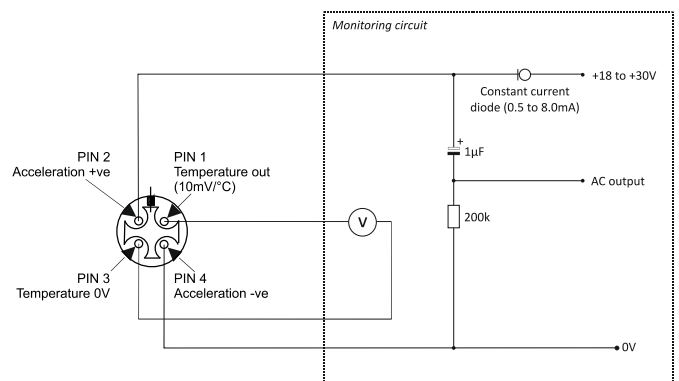 Monitoring circuit
+18 to +30V
Constant current
diode (0.5 to 8.0mA)
PIN 2
Acceleration +ve
PIN 1
Temperature out
(10mV/°C)
+
1µF
AC output
V
200k
PIN 3
Temperature 0V
PIN 4
Acceleration -ve
0V